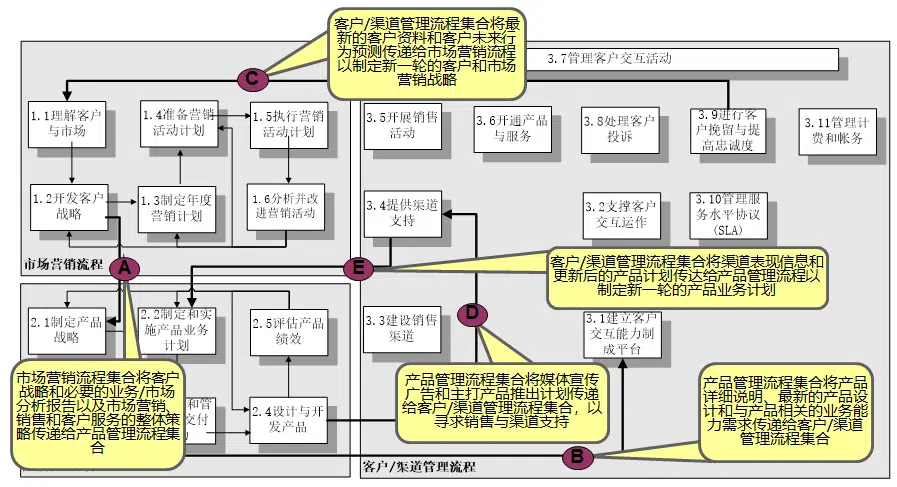 客户/渠道管理流程集合将最
新的客户资料和客户未来行
为预测传递给市场营销流程
以制定新一轮的客户和市场
营销战略
3.7管理客户交互活动
C
1.1理解客户
与市场
1.4准备营销
活动计划
1.5执行营销
活动计划
3.5开展销售
活动
3.6开通产品
与服务
3.8处理客户
投诉
3.9进行客
户挽留与提
高忠诚度
3.11管理计
费和帐务
1.2开发客户
战略
1.3制定年度
营销计划
1.6分析并改
进营销活动
3.4提供渠道
支持
3.2支撑客户
交互运作
3.10管理服
务水平协议
(SLA)
市场营销流程
A
E
客户/渠道管理流程集合将渠道表现信息和
更新后的产品计划传达给产品管理流程以
制定新一轮的产品业务计划
2.1制定产品
战略
2.2制定和实
施产品业务
计划
2.5评估产品
绩效
3.3建设销售
渠道
D
3.1建立客户
交互能力制
成平台
市场营销流程集合将客户
战略和必要的业务/市场
分析报告以及市场营销、
销售和客户服务的整体策
略传递给产品管理流程集
合
和管
交付
2.4设计与开
发产品
产品管理流程集合将媒体宣传
广告和主打产品推出计划传递
给客户/渠道管理流程集合，以
寻求销售与渠道支持
产品管理流程集合将产品
详细说明、最新的产品设计
和与产品相关的业务能
力需求传递给客户/渠道
管理流程集合
B
客户/渠道管理流程